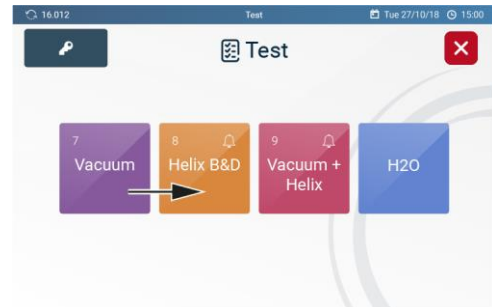 16.012
Test
Tue 27/10/18
15:00
Test
7
Vacuum
8
Helix B&D
9
Vacuum +
Helix
H2O